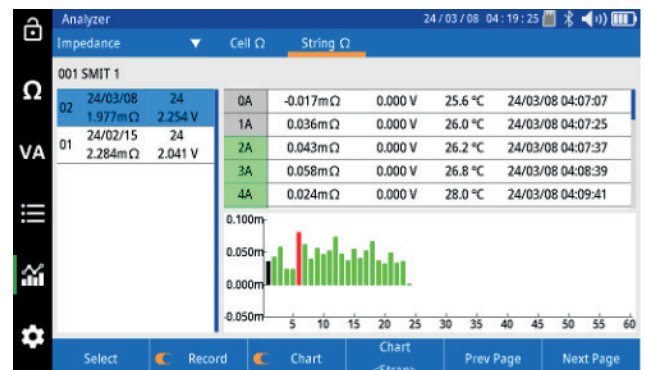 Analyzer 24/03/08 04:19:25
Impedance ▼ Cell Ω String Ω
001 SMIT 1
Ω
VA
02 24/03/08 24
1.977mΩ 2.254 V
01 24/02/15 24
2.284mΩ 2.041 V
0A -0.017mΩ 0.000 V 25.6 ℃ 24/03/08 04:07:07
1A 0.036mΩ 0.000 V 26.0 ℃ 24/03/08 04:07:25
2A 0.043mΩ 0.000 V 26.2 ℃ 24/03/08 04:07:37
3A 0.058mΩ 0.000 V 26.8 ℃ 24/03/08 04:08:39
4A 0.024mΩ 0.000 V 28.0 ℃ 24/03/08 04:09:41
0.100m
0.050m
0.000m
-0.050m
5 10 15 20 25 30 35 40 45 50 55 60
Select Record Chart Chart Prev Page Next Page
<Strap>